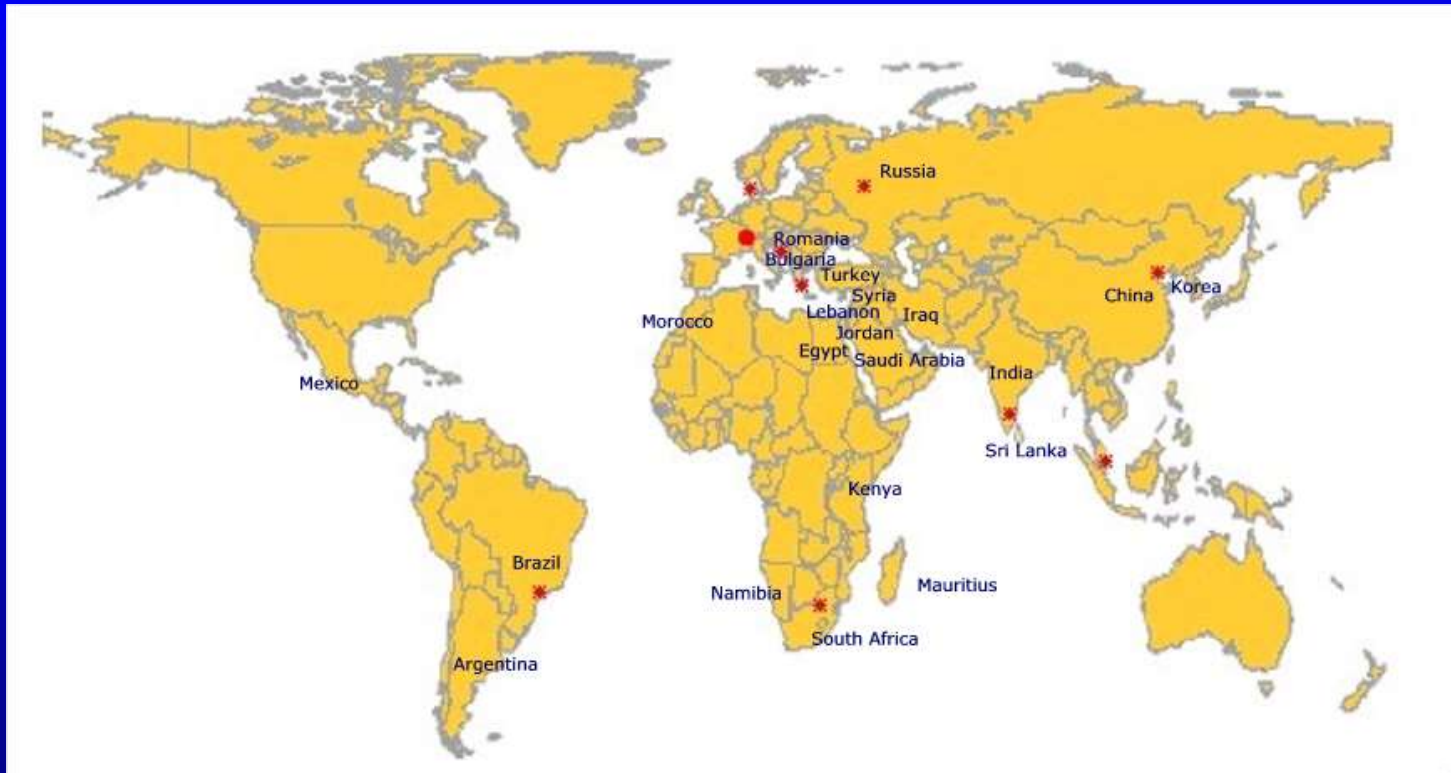 Russia
Romania
Bulgaria
Turkey
Syria
China
Korea
Lebanon
Iraq
Morocco
Jordan
Egypt
Saudi Arabia
India
Mexico
Sri Lanka
Kenya
Brazil
Namibia
Mauritius
South Africa
Argentina